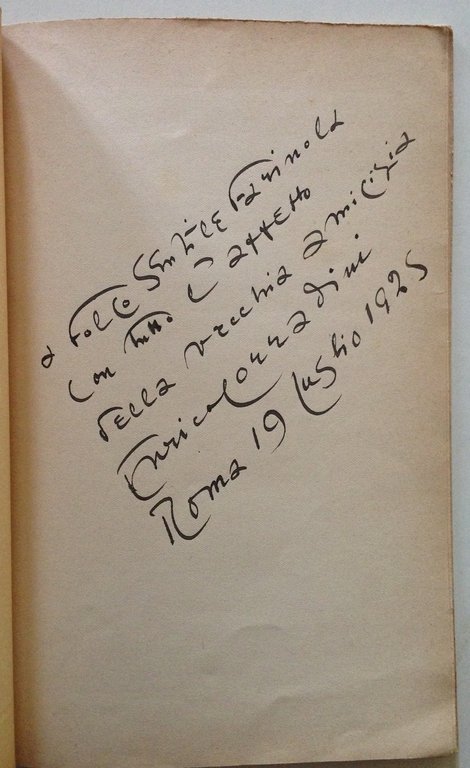 a Folco Gentile Farinola
con tutto l'affetto
della vecchia amicizia
Enrico Corradini
Roma 19 luglio 1925